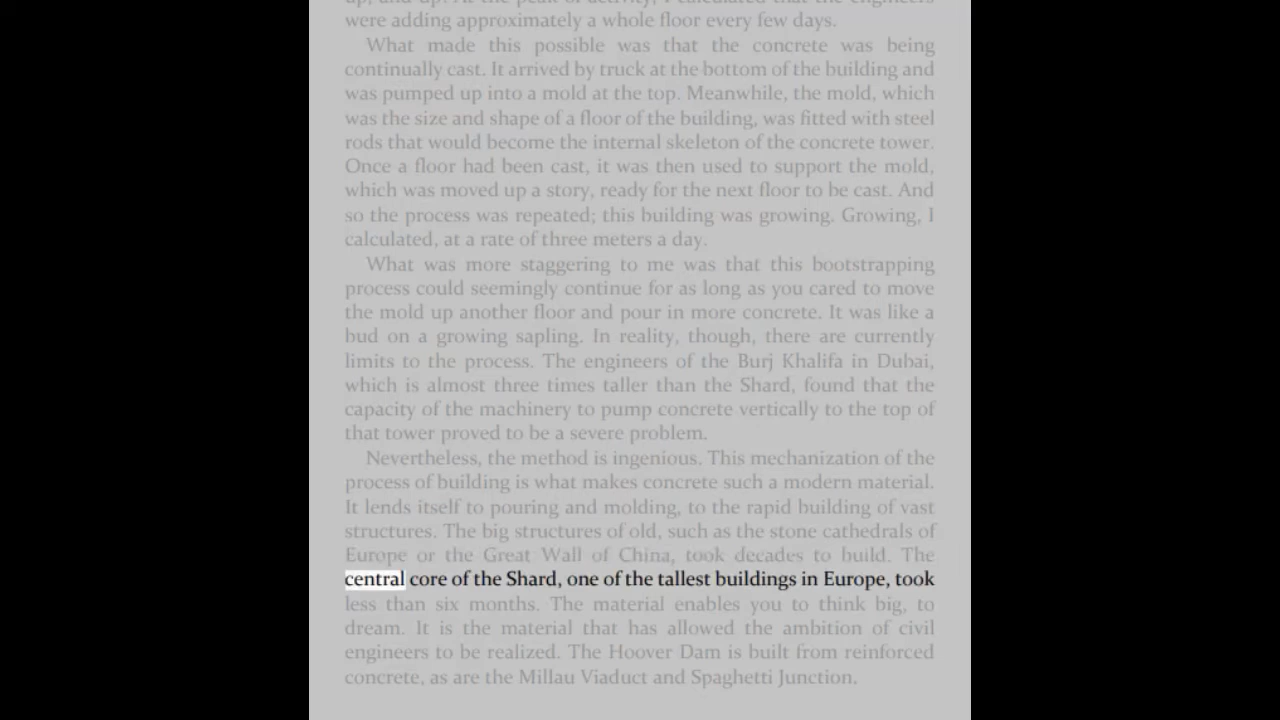 were adding approximately a whole floor every few days.
What made this possible was that the concrete was being
continually cast. It arrived by truck at the bottom of the building and
was pumped up into a mold at the top. Meanwhile, the mold, which
was the size and shape of a floor of the building, was fitted with steel
rods that would become the internal skeleton of the concrete tower.
Once a floor had been cast, it was then used to support the mold,
which was moved up a story, ready for the next floor to be cast. And
so the process was repeated; this building was growing. Growing, I
calculated, at a rate of three meters a day.
What was more staggering to me was that this bootstrapping
process could seemingly continue for as long as you cared to move
the mold up another floor and pour in more concrete. It was like a
bud on a growing sapling. In reality, though, there are currently
limits to the process. The engineers of the Burj Khalifa in Dubai,
which is almost three times taller than the Shard, found that the
capacity of the machinery to pump concrete vertically to the top of
that tower proved to be a severe problem.
Nevertheless, the method is ingenious. This mechanization of the
process of building is what makes concrete such a modern material.
It lends itself to pouring and molding, to the rapid building of vast
structures. The big structures of old, such as the stone cathedrals of
Europe or the Great Wall of China, took decades to build. The
central core of the Shard, one of the tallest buildings in Europe, took
less than six months. The material enables you to think big, to
dream. It is the material that has allowed the ambition of civil
engineers to be realized. The Hoover Dam is built from reinforced
concrete, as are the Millau Viaduct and Spaghetti Junction.